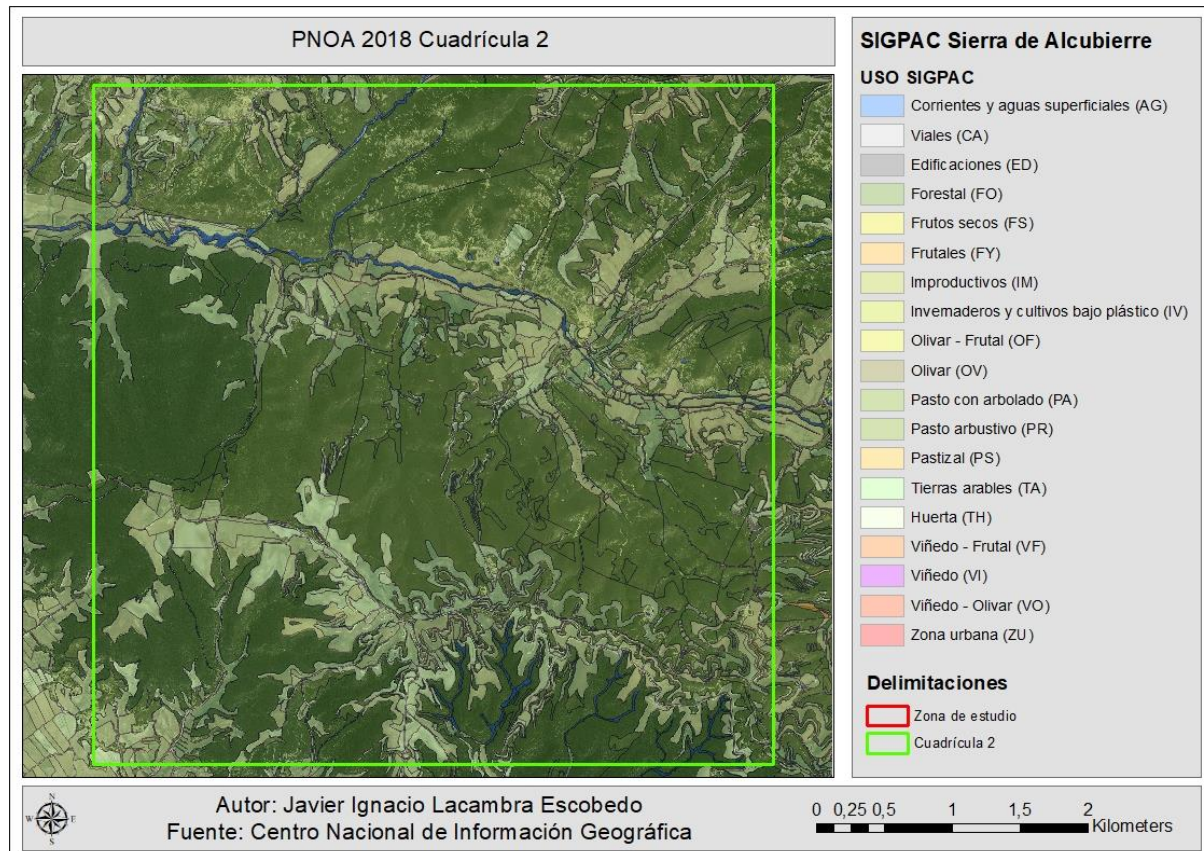 PNOA 2018 Cuadrícula 2
SIGPAC Sierra de Alcubierre
USO SIGPAC
Corrientes y aguas superficiales (AG)
Viales (CA)
Edificaciones (ED)
Forestal (FO)
Frutos secos (FS)
Frutales (FY)
Improductivos (IM)
Invernaderos y cultivos bajo plástico (IV)
Olivar - Frutal (OF)
Olivar (OV)
Pasto con arbolado (PA)
Pasto arbustivo (PR)
Pastizal (PS)
Tierras arables (TA)
Huerta (TH)
Viñedo - Frutal (VF)
Viñedo (VI)
Viñedo - Olivar (VO)
Zona urbana (ZU)
Delimitaciones
Zona de estudio
Cuadrícula 2
N
W E
S
Autor: Javier Ignacio Lacambra Escobedo
Fuente: Centro Nacional de Información Geográfica
0 0,25 0,5 1 1,5 2
Kilometers